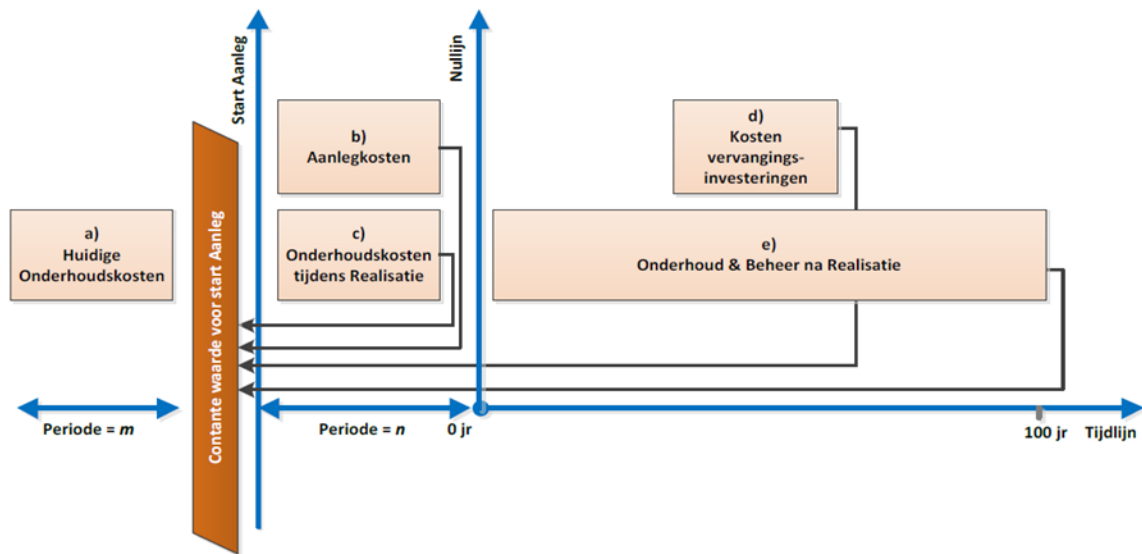 Start Aanleg
Nullijn
b)
Aanlegkosten
d)
Kosten
vervangings-
investeringen
a)
Huidige
Onderhoudskosten
Contante waarde voor start Aanleg
c)
Onderhoudskosten
tijdens Realisatie
e)
Onderhoud & Beheer na Realisatie
Periode = m
Periode = n
0 jr
100 jr
Tijdlijn